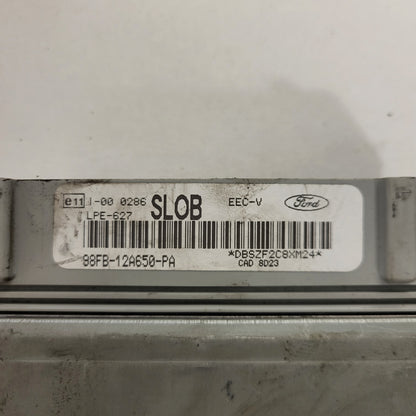 e11 I-00 0286 SLOB EEC-V Ford
LPE-627
98FB-12A650-PA *DBSZF2C8XM24*
CAD 8D23